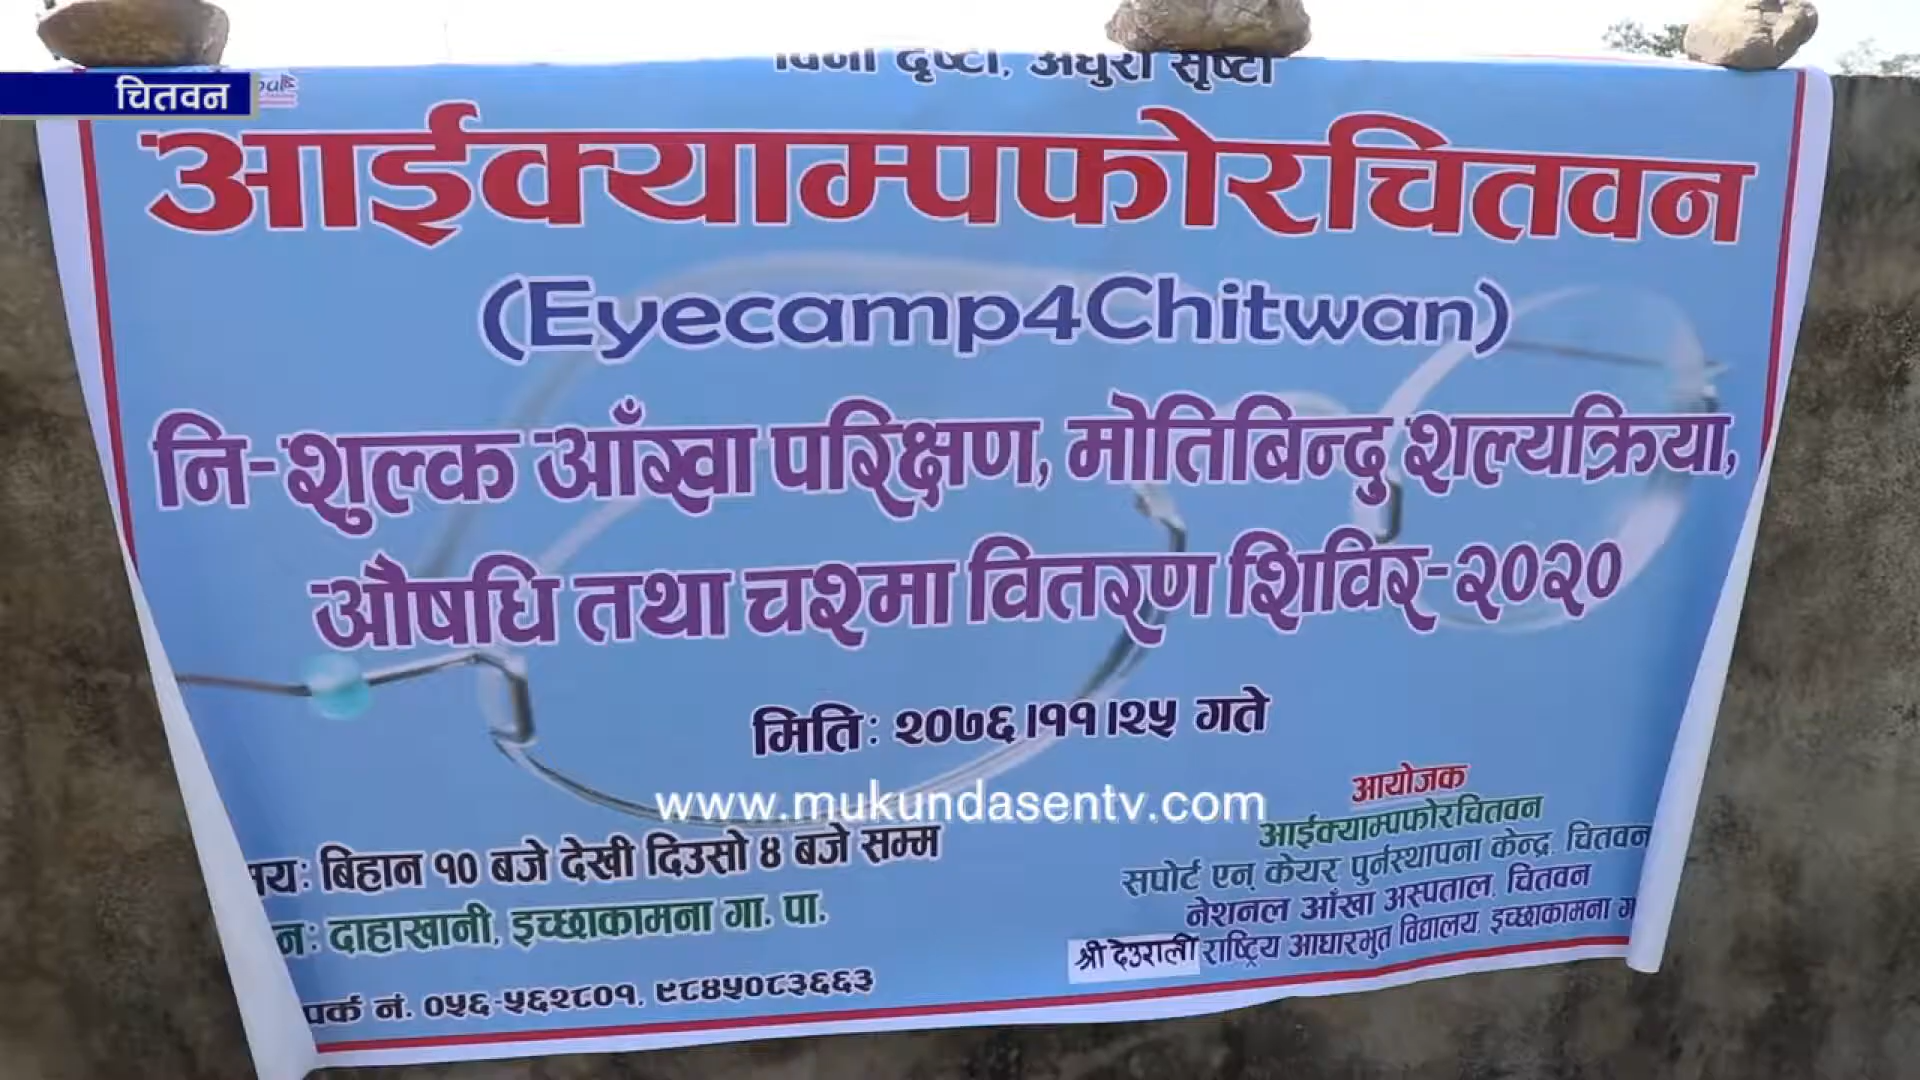 विना दृष्टी, अधुरो सृष्टी
चितवन
आईक्याम्पफोरचितवन
(Eyecamp4Chitwan)
नि-शुल्क आँखा परिक्षण, मोतिबिन्दु शल्यक्रिया,
औषधि तथा चश्मा वितरण शिविर-२०२०
मितिः २०७६।११।२५ गते
www.mukundasentv.com
बिहान १० बजे देखी दिउसो ४ बजे सम्म
दाहाखानी, इच्छाकामना गा. पा.
पर्क नं. ०५६-५६२८०१, ९८४५०८३६६३
आयोजक
आईक्याम्पफोरचितवन
सपोर्ट एन् केयर पुर्नस्थापना केन्द्र, चितवन
नेशनल आँखा अस्पताल, चितवन
श्री देउराली राष्ट्रिय आधारभुत विद्यालय, इच्छाकामना